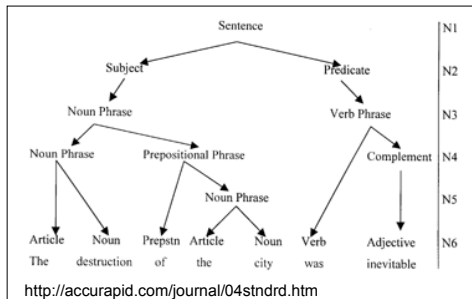 Sentence N1
Subject Predicate N2
Noun Phrase Verb Phrase N3
Noun Phrase Prepositional Phrase Complement N4
Noun Phrase N5
Article Noun Prepstn Article Noun Verb Adjective N6
The destruction of the city was inevitable
http://accurapid.com/journal/04stndrd.htm